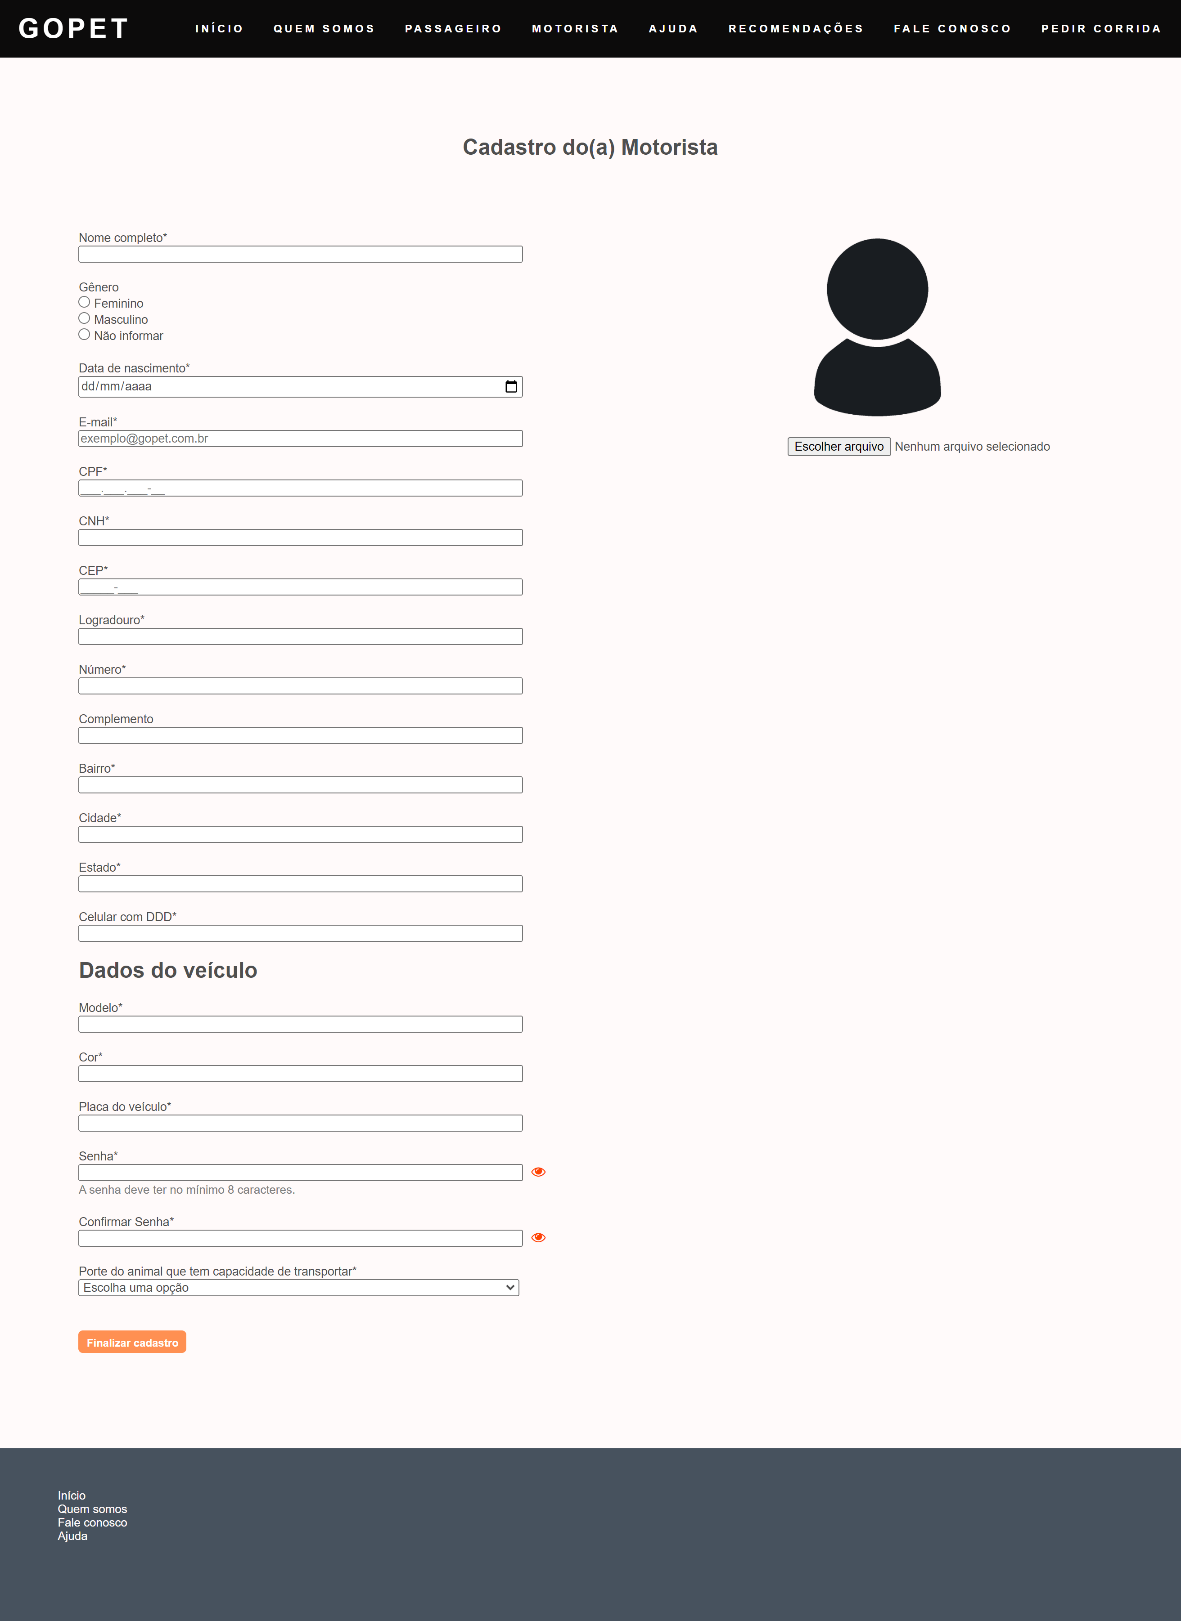 GOPET INÍCIO QUEM SOMOS PASSAGEIRO MOTORISTA AJUDA RECOMENDAÇÕES FALE CONOSCO PEDIR CORRIDA
Cadastro do(a) Motorista
Nome completo*
Gênero
Feminino
Masculino
Não informar
Data de nascimento*
dd/mm/aaaa
E-mail*
exemplo@gopet.com.br
CPF*
___.___.___-__
CNH*
CEP*
_____-___
Logradouro*
Número*
Complemento
Bairro*
Cidade*
Estado*
Celular com DDD*
Escolher arquivo Nenhum arquivo selecionado
Dados do veículo
Modelo*
Cor*
Placa do veículo*
Senha*
A senha deve ter no mínimo 8 caracteres.
Confirmar Senha*
Porte do animal que tem capacidade de transportar*
Escolha uma opção
Finalizar cadastro
Início
Quem somos
Fale conosco
Ajuda